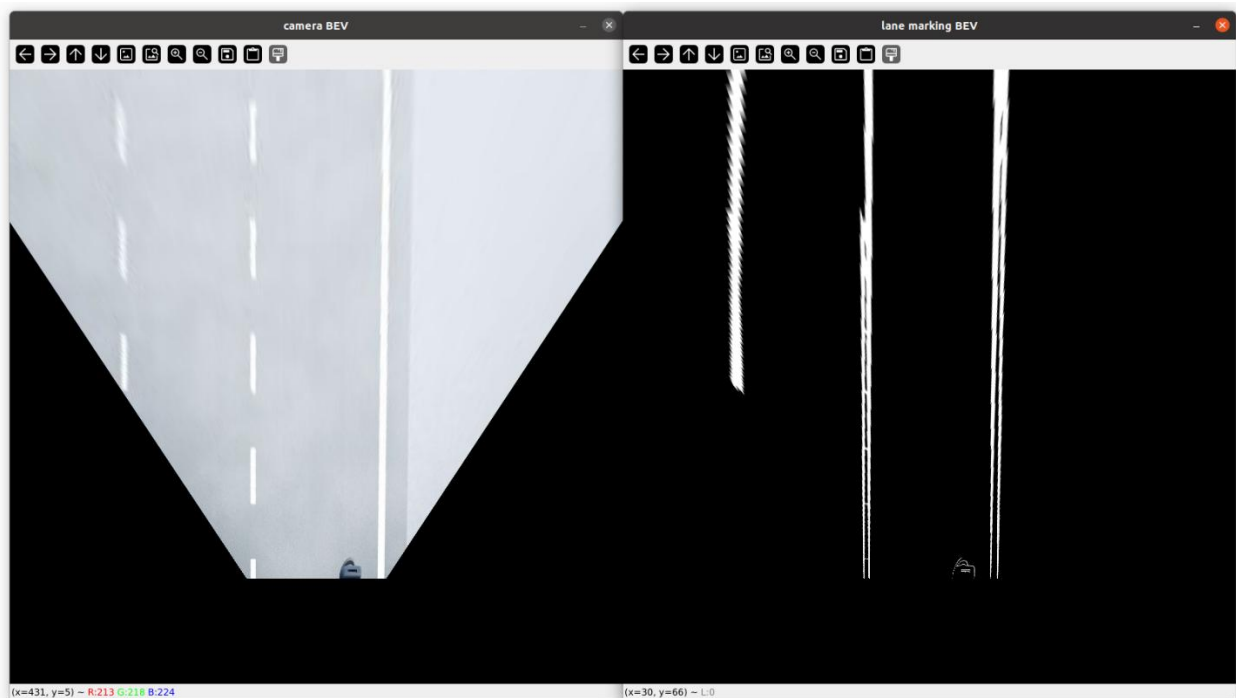 camera BEV
lane marking BEV
(x=431, y=5) ~ R:213 G:218 B:224
(x=30, y=66) ~ L:0